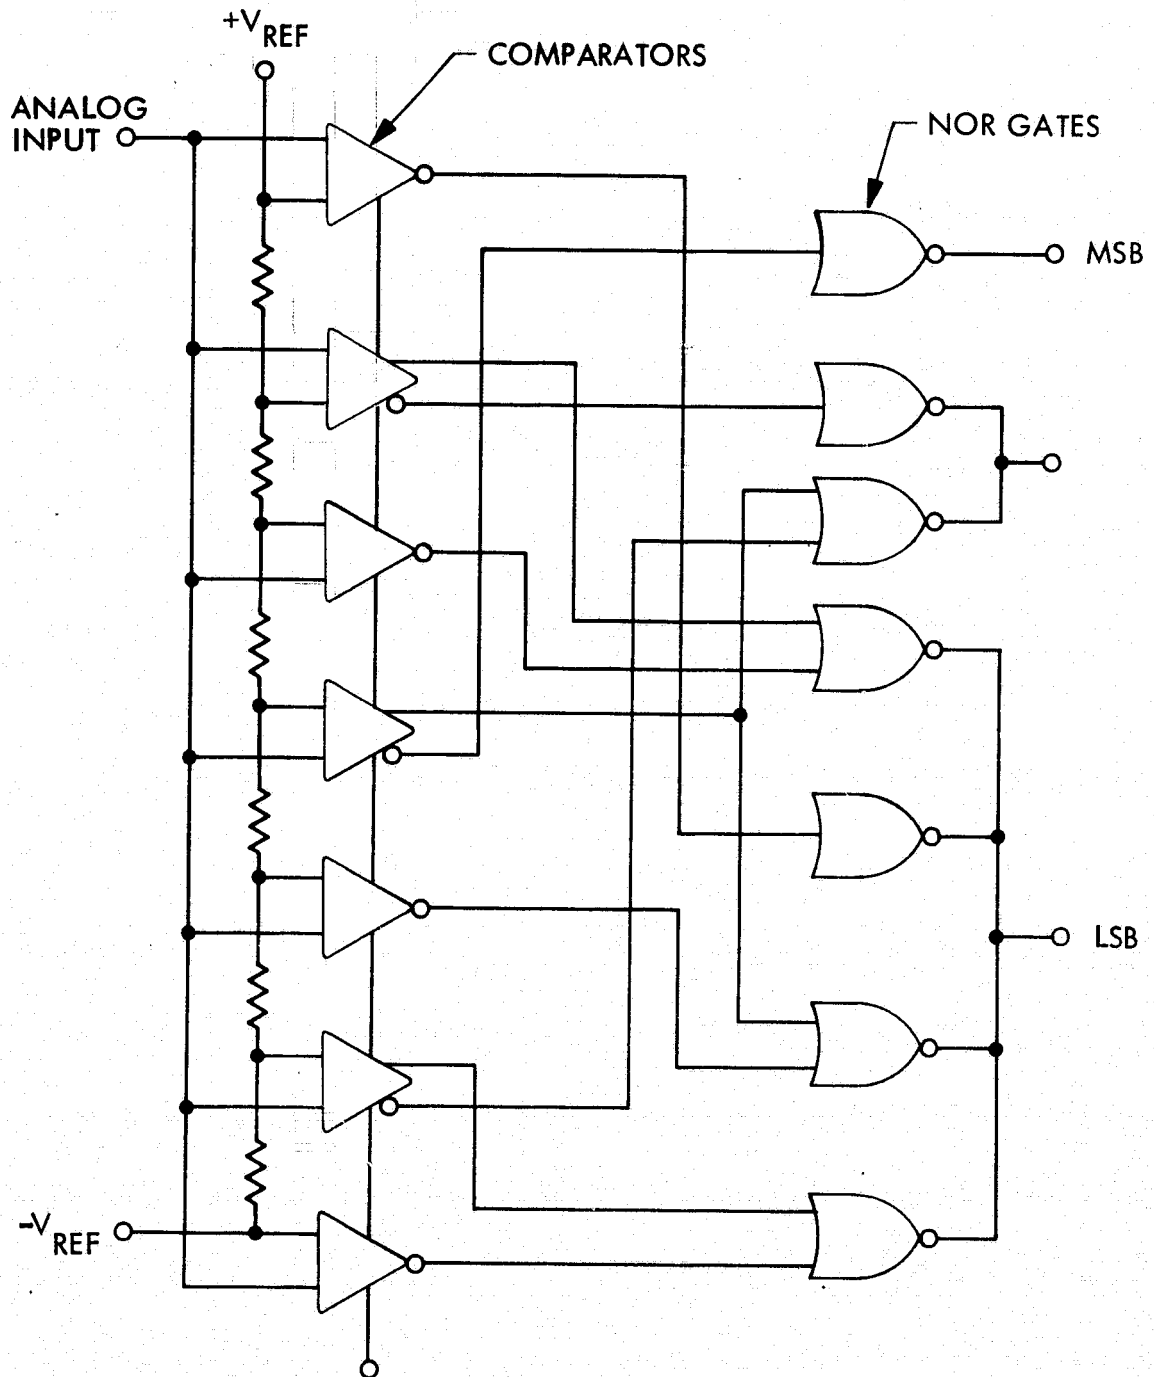 +VREF
COMPARATORS
ANALOG
INPUT
NOR GATES
MSB
LSB
-VREF